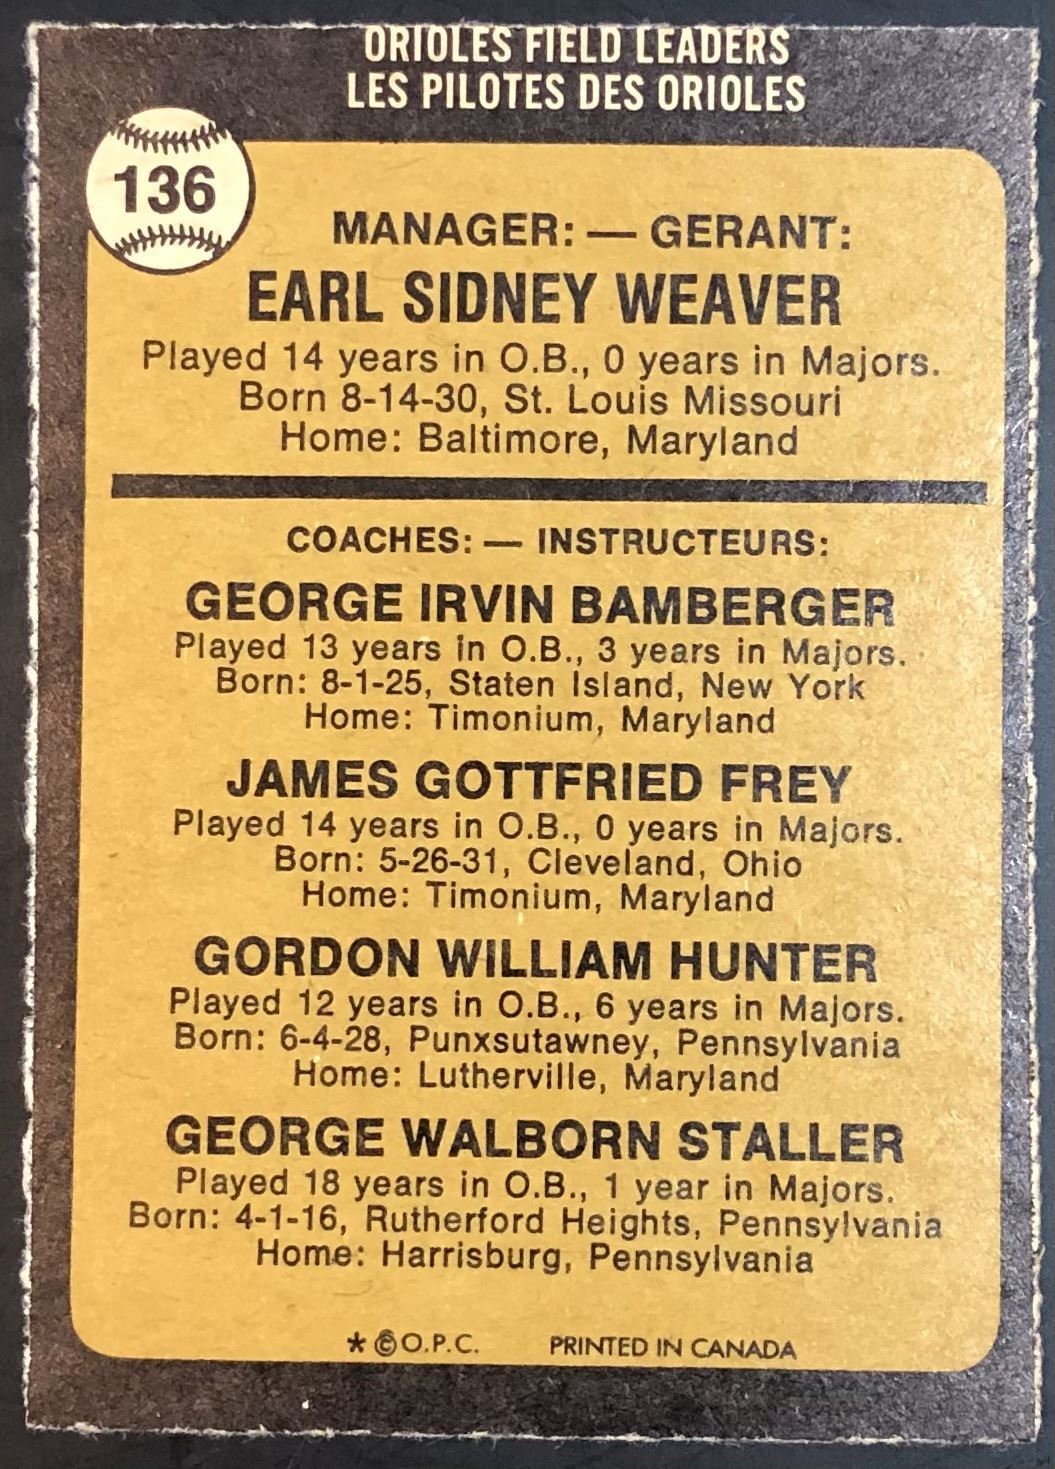 ORIOLES FIELD LEADERS
LES PILOTES DES ORIOLES
136
MANAGER: — GERANT:
EARL SIDNEY WEAVER
Played 14 years in O.B., 0 years in Majors.
Born 8-14-30, St. Louis Missouri
Home: Baltimore, Maryland
COACHES: — INSTRUCTEURS:
GEORGE IRVIN BAMBERGER
Played 13 years in O.B., 3 years in Majors.
Born: 8-1-25, Staten Island, New York
Home: Timonium, Maryland
JAMES GOTTFRIED FREY
Played 14 years in O.B., 0 years in Majors.
Born: 5-26-31, Cleveland, Ohio
Home: Timonium, Maryland
GORDON WILLIAM HUNTER
Played 12 years in O.B., 6 years in Majors.
Born: 6-4-28, Punxsutawney, Pennsylvania
Home: Lutherville, Maryland
GEORGE WALBORN STALLER
Played 18 years in O.B., 1 year in Majors.
Born: 4-1-16, Rutherford Heights, Pennsylvania
Home: Harrisburg, Pennsylvania
* © O.P.C. PRINTED IN CANADA